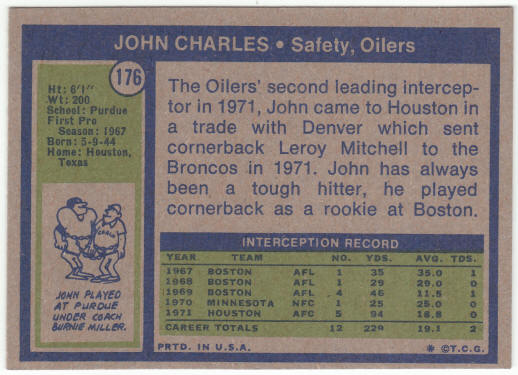 JOHN CHARLES • Safety, Oilers
176
Ht: 6'1"
Wt: 200
School: Purdue
First Pro
Season: 1967
Born: 5-9-44
Home: Houston,
Texas
The Oilers' second leading intercep-
tor in 1971, John came to Houston in
a trade with Denver which sent
cornerback Leroy Mitchell to the
Broncos in 1971. John has always
been a tough hitter, he played
cornerback as a rookie at Boston.
COACH
JOHN PLAYED
AT PURDUE
UNDER COACH
BURNIE MILLER.
INTERCEPTION RECORD
YEAR TEAM NO. YDS. AVG. TDS.
1967 BOSTON AFL 1 35 35.0 1
1968 BOSTON AFL 1 29 29.0 0
1969 BOSTON AFL 4 46 11.5 1
1970 MINNESOTA NFC 1 25 25.0 0
1971 HOUSTON AFC 5 94 18.8 0
CAREER TOTALS 12 229 19.1 2
PRTD. IN U.S.A. * © T.C.G.